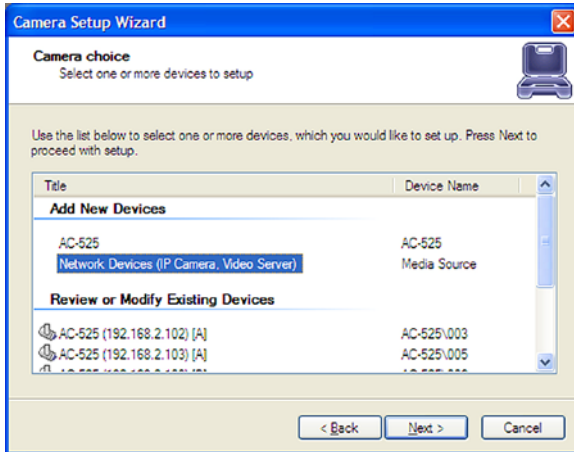 Camera Setup Wizard
Camera choice
Select one or more devices to setup
Use the list below to select one or more devices, which you would like to set up. Press Next to
proceed with setup.
Title Device Name
Add New Devices
AC-525 AC-525
Network Devices (IP Camera, Video Server) Media Source
Review or Modify Existing Devices
AC-525 (192.168.2.102) [A] AC-525\003
AC-525 (192.168.2.103) [A] AC-525\005
< Back Next > Cancel